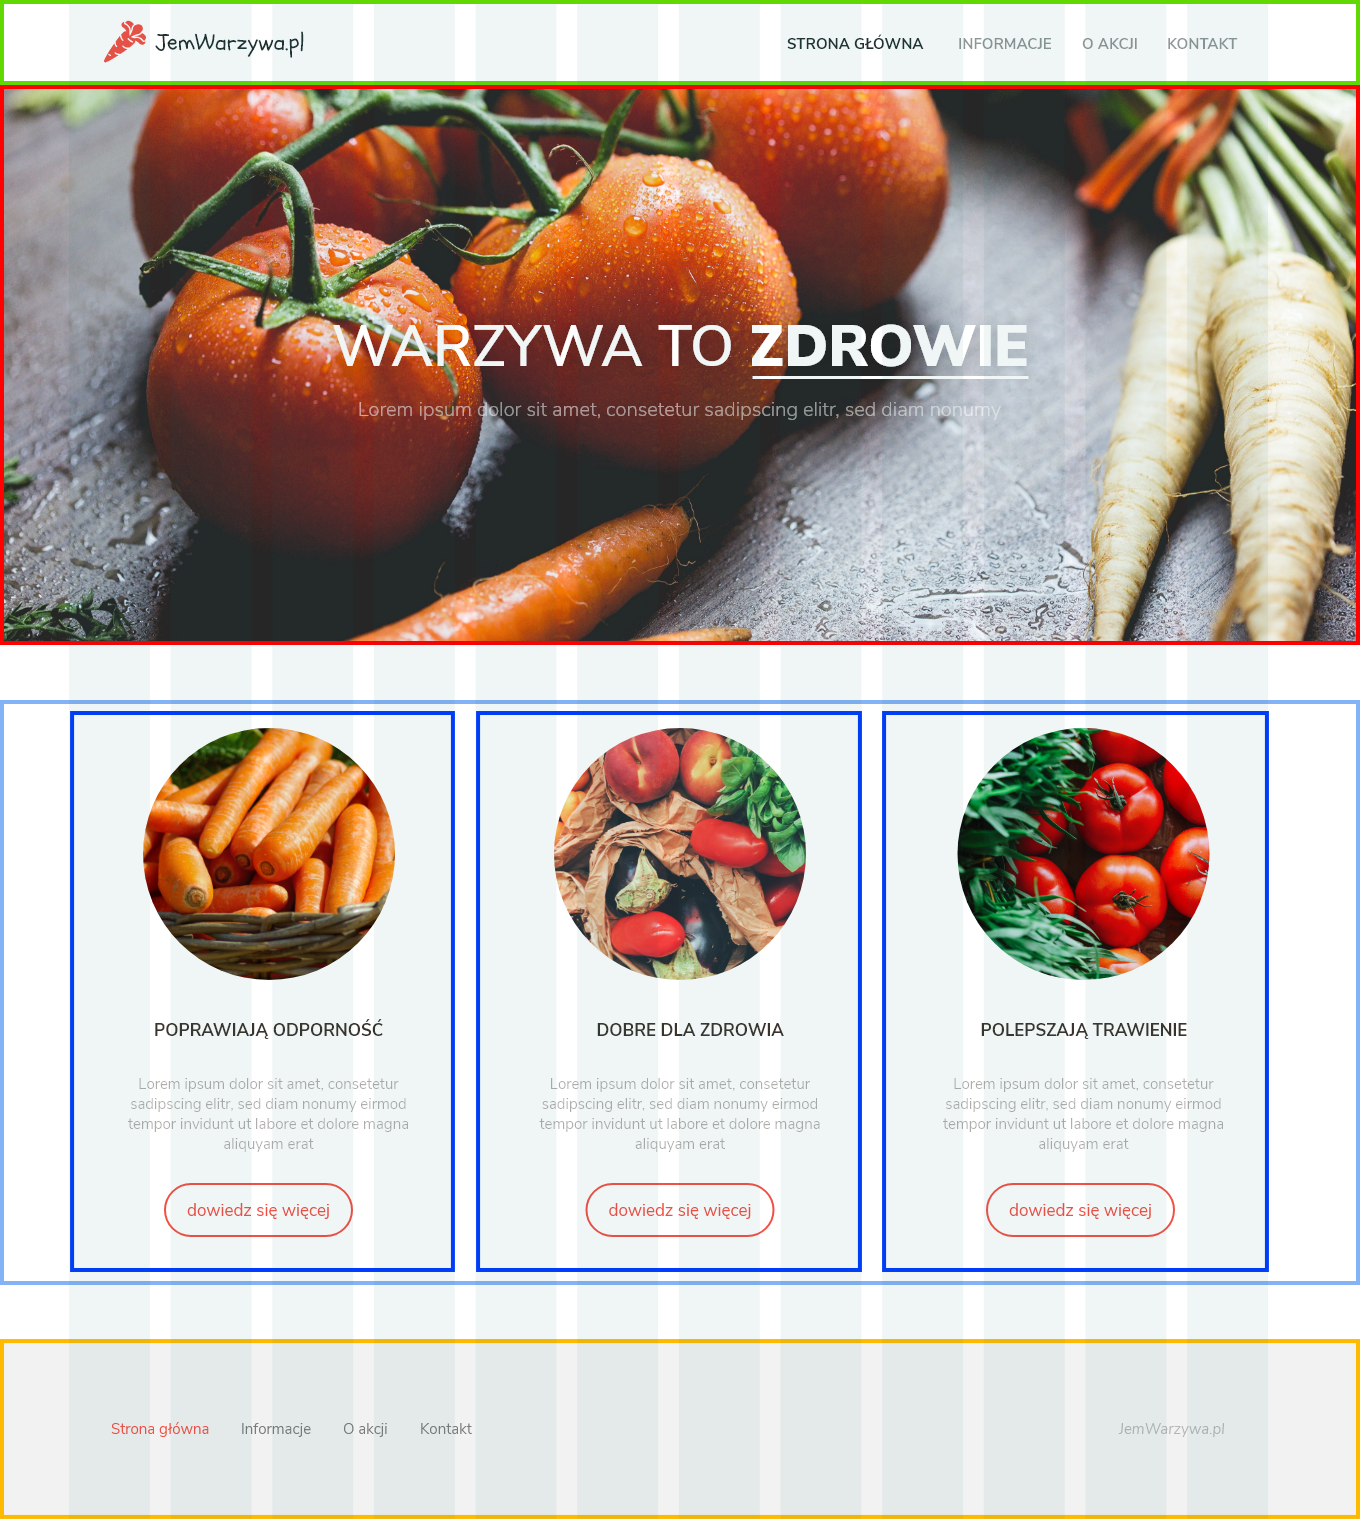 JemWarzywa.pl
STRONA GŁÓWNA INFORMACJE O AKCJI KONTAKT
WARZYWA TO ZDROWIE
Lorem ipsum dolor sit amet, consetetur sadipscing elitr, sed diam nonumy
POPRAWIAJĄ ODPORNOŚĆ
Lorem ipsum dolor sit amet, consetetur
sadipscing elitr, sed diam nonumy eirmod
tempor invidunt ut labore et dolore magna
aliquyam erat
dowiedz się więcej
DOBRE DLA ZDROWIA
Lorem ipsum dolor sit amet, consetetur
sadipscing elitr, sed diam nonumy eirmod
tempor invidunt ut labore et dolore magna
aliquyam erat
dowiedz się więcej
POLEPSZAJĄ TRAWIENIE
Lorem ipsum dolor sit amet, consetetur
sadipscing elitr, sed diam nonumy eirmod
tempor invidunt ut labore et dolore magna
aliquyam erat
dowiedz się więcej
Strona główna Informacje O akcji Kontakt
JemWarzywa.pl